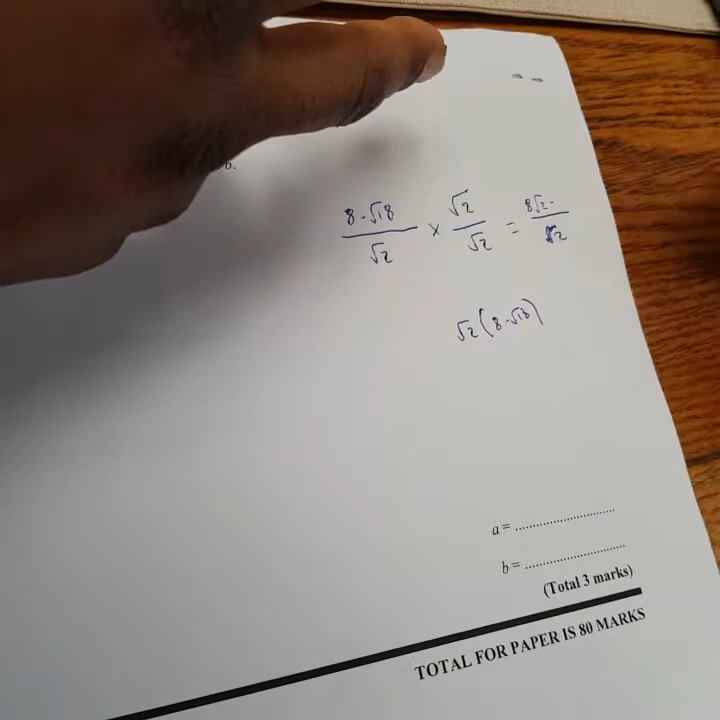 b.
8-√18/√2 × √2/√2 = 8√2-/2
√2(8-√18)
a = ........................
b = ........................
(Total 3 marks)
TOTAL FOR PAPER IS 80 MARKS